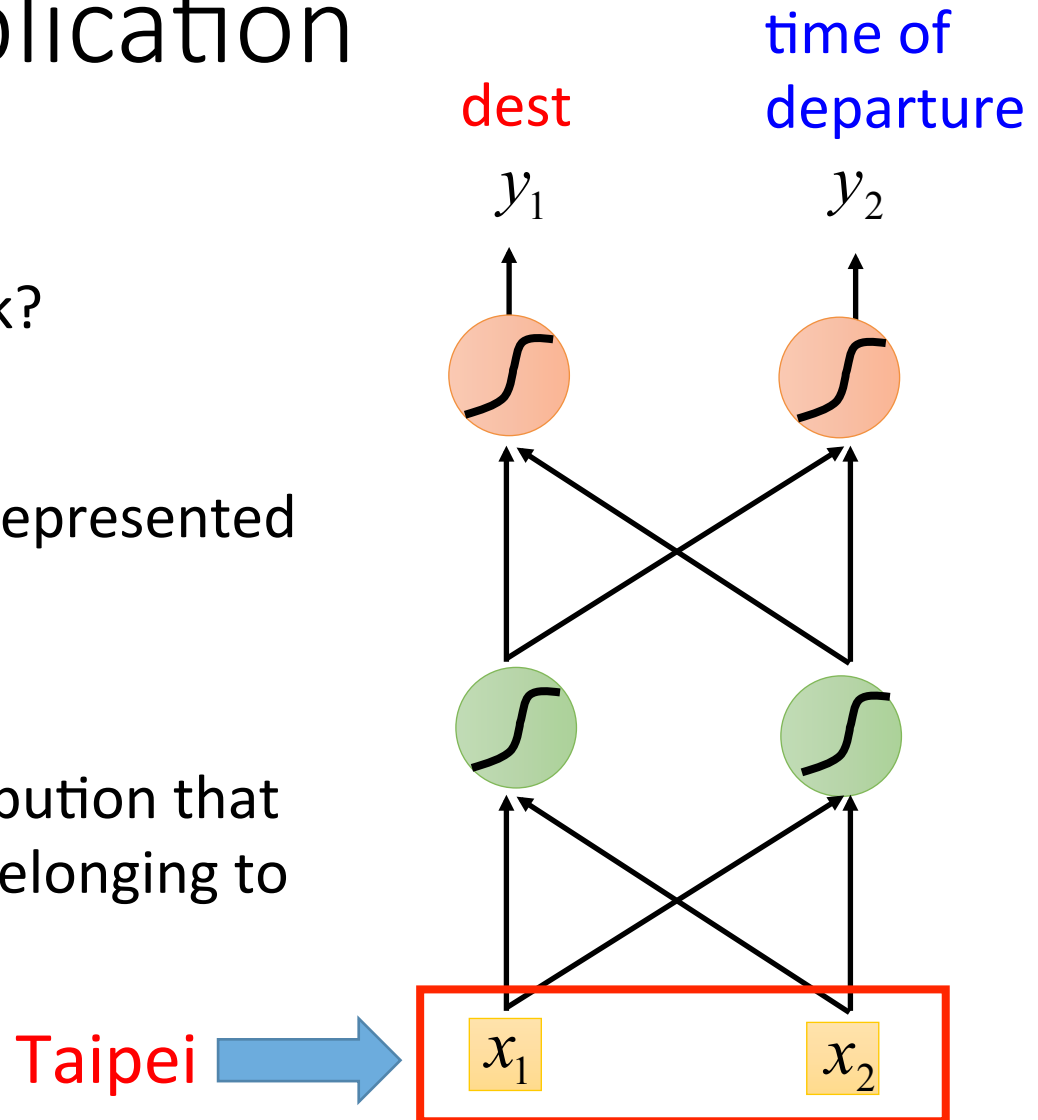 plication
time of
departure
dest
y1
y2
k?
epresented
bution that
elonging to
Taipei
x1
x2